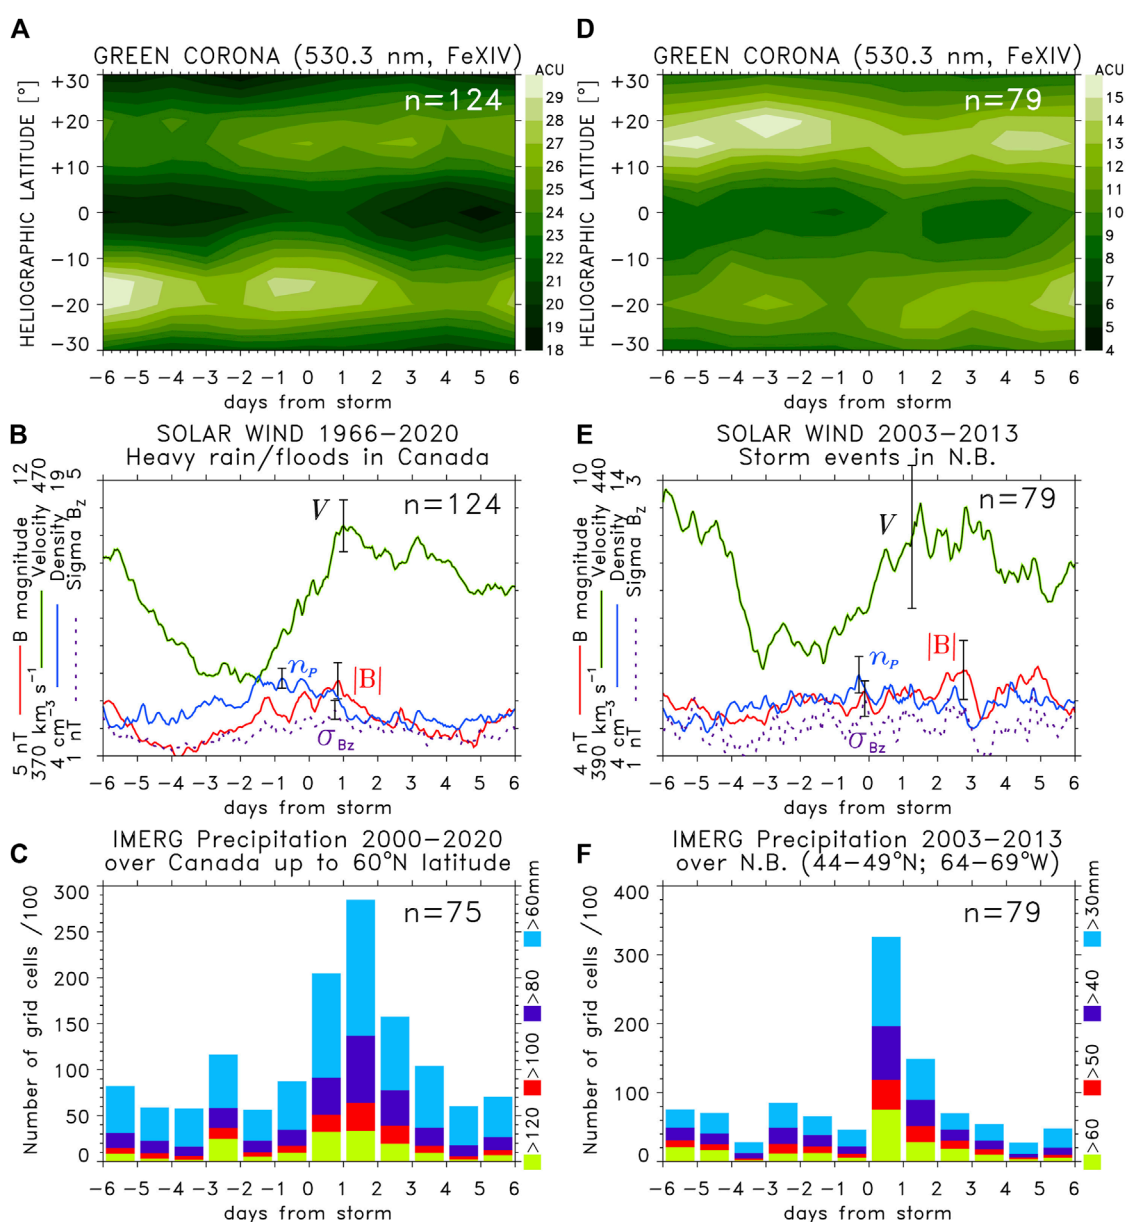 A
GREEN CORONA (530.3 nm, FeXIV)
ACU
n=124
HELIOGRAPHIC LATITUDE [°]
+30
+20
+10
0
−10
−20
−30
29
28
27
26
25
24
22
21
20
19
18
−6 −5 −4 −3 −2 −1 0 1 2 3 4 5 6
days from storm
D
GREEN CORONA (530.3 nm, FeXIV)
ACU
n=79
HELIOGRAPHIC LATITUDE [°]
+30
+20
+10
0
−10
−20
−30
15
14
13
12
11
10
9
8
6
5
4
−6 −5 −4 −3 −2 −1 0 1 2 3 4 5 6
days from storm
B
SOLAR WIND 1966−2020
Heavy rain/floods in Canada
n=124
5 nT B magnitude 12
370 km s⁻¹ Velocity 470
4 cm⁻³ Density 19
1 nT Sigma Bz 5
V
nP
|B|
σBz
−6 −5 −4 −3 −2 −1 0 1 2 3 4 5 6
days from storm
E
SOLAR WIND 2003−2013
Storm events in N.B.
n=79
4 nT B magnitude 10
390 km s⁻¹ Velocity 440
4 cm⁻³ Density 14
1 nT Sigma Bz 3
V
nP
|B|
σBz
−6 −5 −4 −3 −2 −1 0 1 2 3 4 5 6
days from storm
C
IMERG Precipitation 2000−2020
over Canada up to 60°N latitude
n=75
Number of grid cells /100
300
250
200
150
100
50
0
>120 >100 >80 >60mm
−6 −5 −4 −3 −2 −1 0 1 2 3 4 5 6
days from storm
F
IMERG Precipitation 2003−2013
over N.B. (44−49°N; 64−69°W)
n=79
Number of grid cells /100
400
300
200
100
0
>60 >50 >40 >30mm
−6 −5 −4 −3 −2 −1 0 1 2 3 4 5 6
days from storm